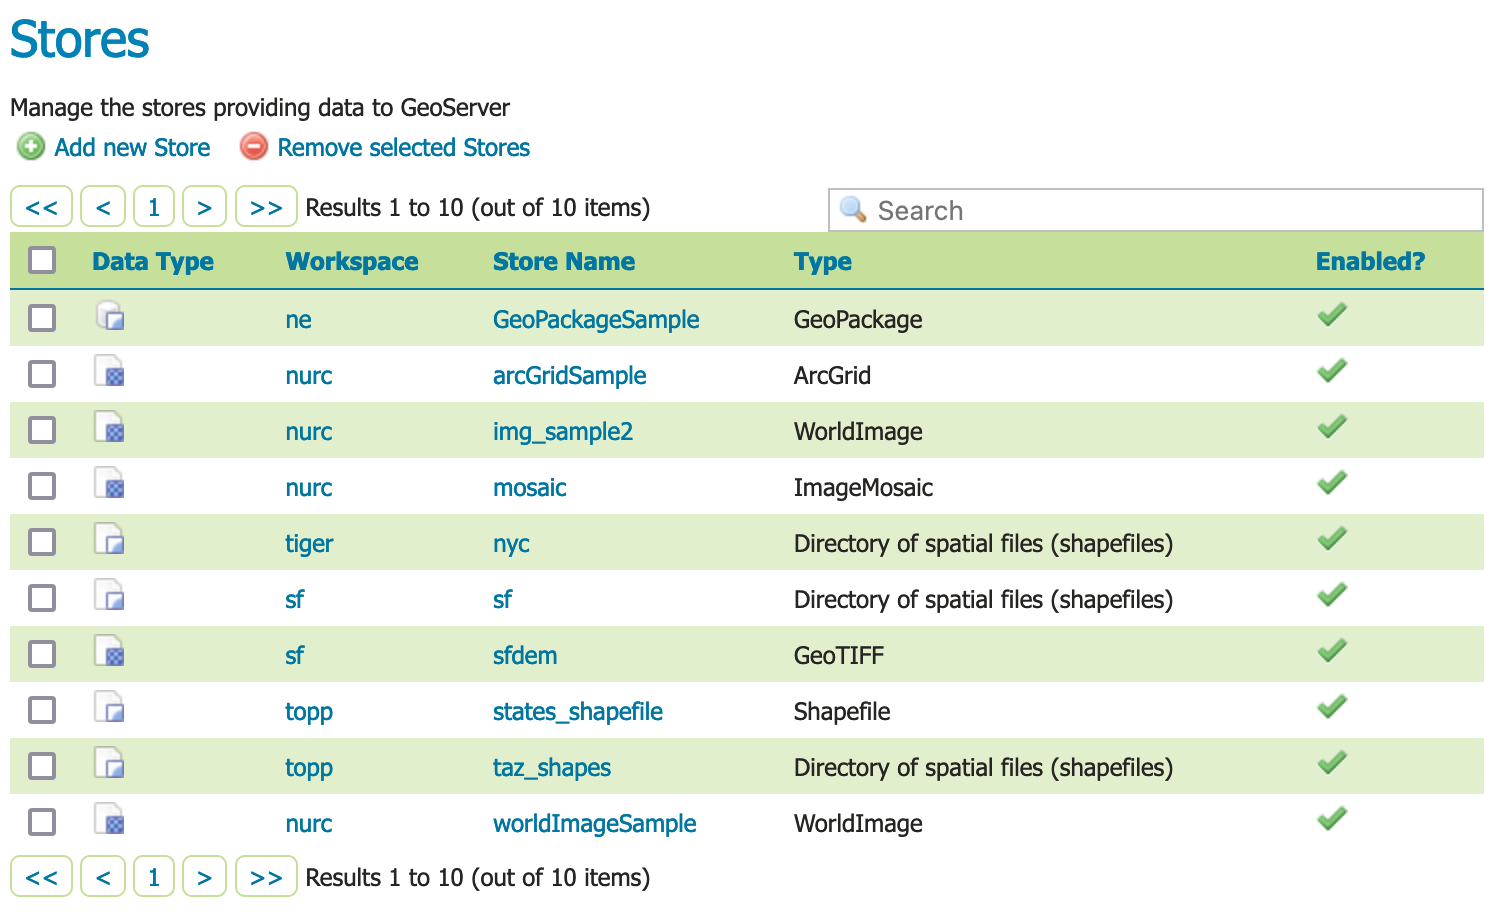 Stores
Manage the stores providing data to GeoServer
Add new Store Remove selected Stores
<< < 1 > >> Results 1 to 10 (out of 10 items) Search
Data Type Workspace Store Name Type Enabled?
ne GeoPackageSample GeoPackage
nurc arcGridSample ArcGrid
nurc img_sample2 WorldImage
nurc mosaic ImageMosaic
tiger nyc Directory of spatial files (shapefiles)
sf sf Directory of spatial files (shapefiles)
sf sfdem GeoTIFF
topp states_shapefile Shapefile
topp taz_shapes Directory of spatial files (shapefiles)
nurc worldImageSample WorldImage
<< < 1 > >> Results 1 to 10 (out of 10 items)